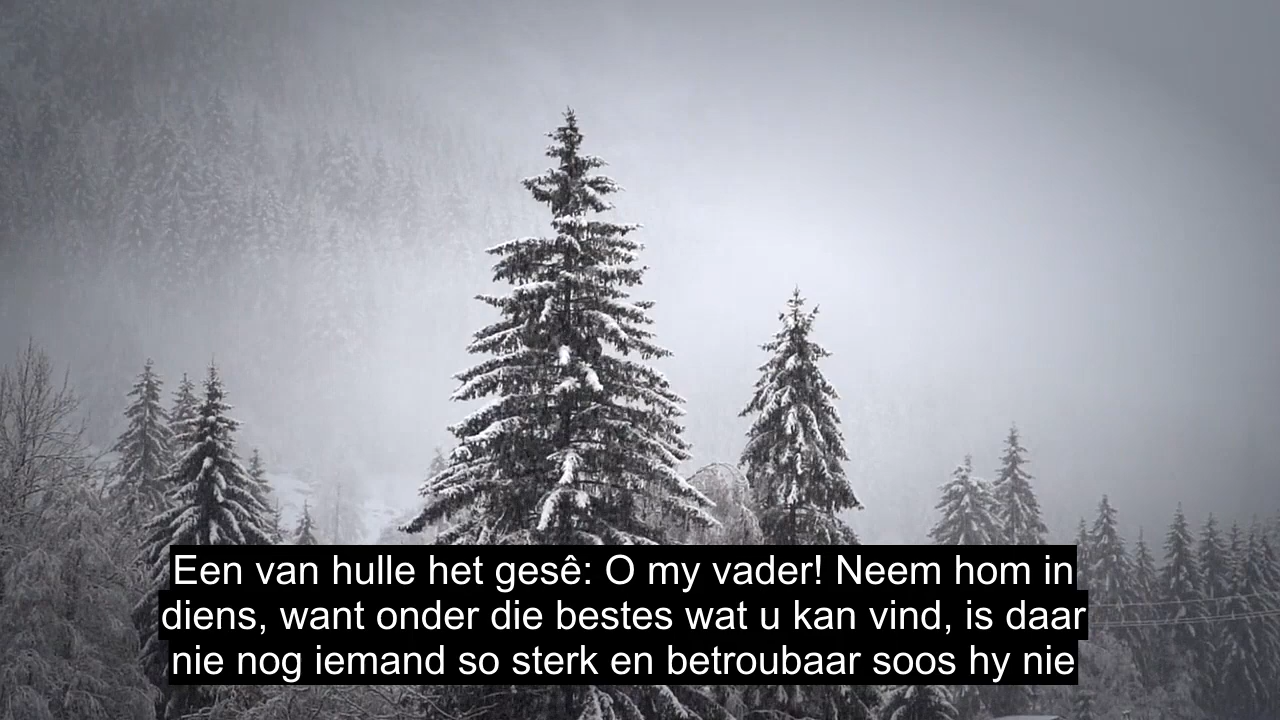 Een van hulle het gesê: O my vader! Neem hom in
diens, want onder die bestes wat u kan vind, is daar
nie nog iemand so sterk en betroubaar soos hy nie